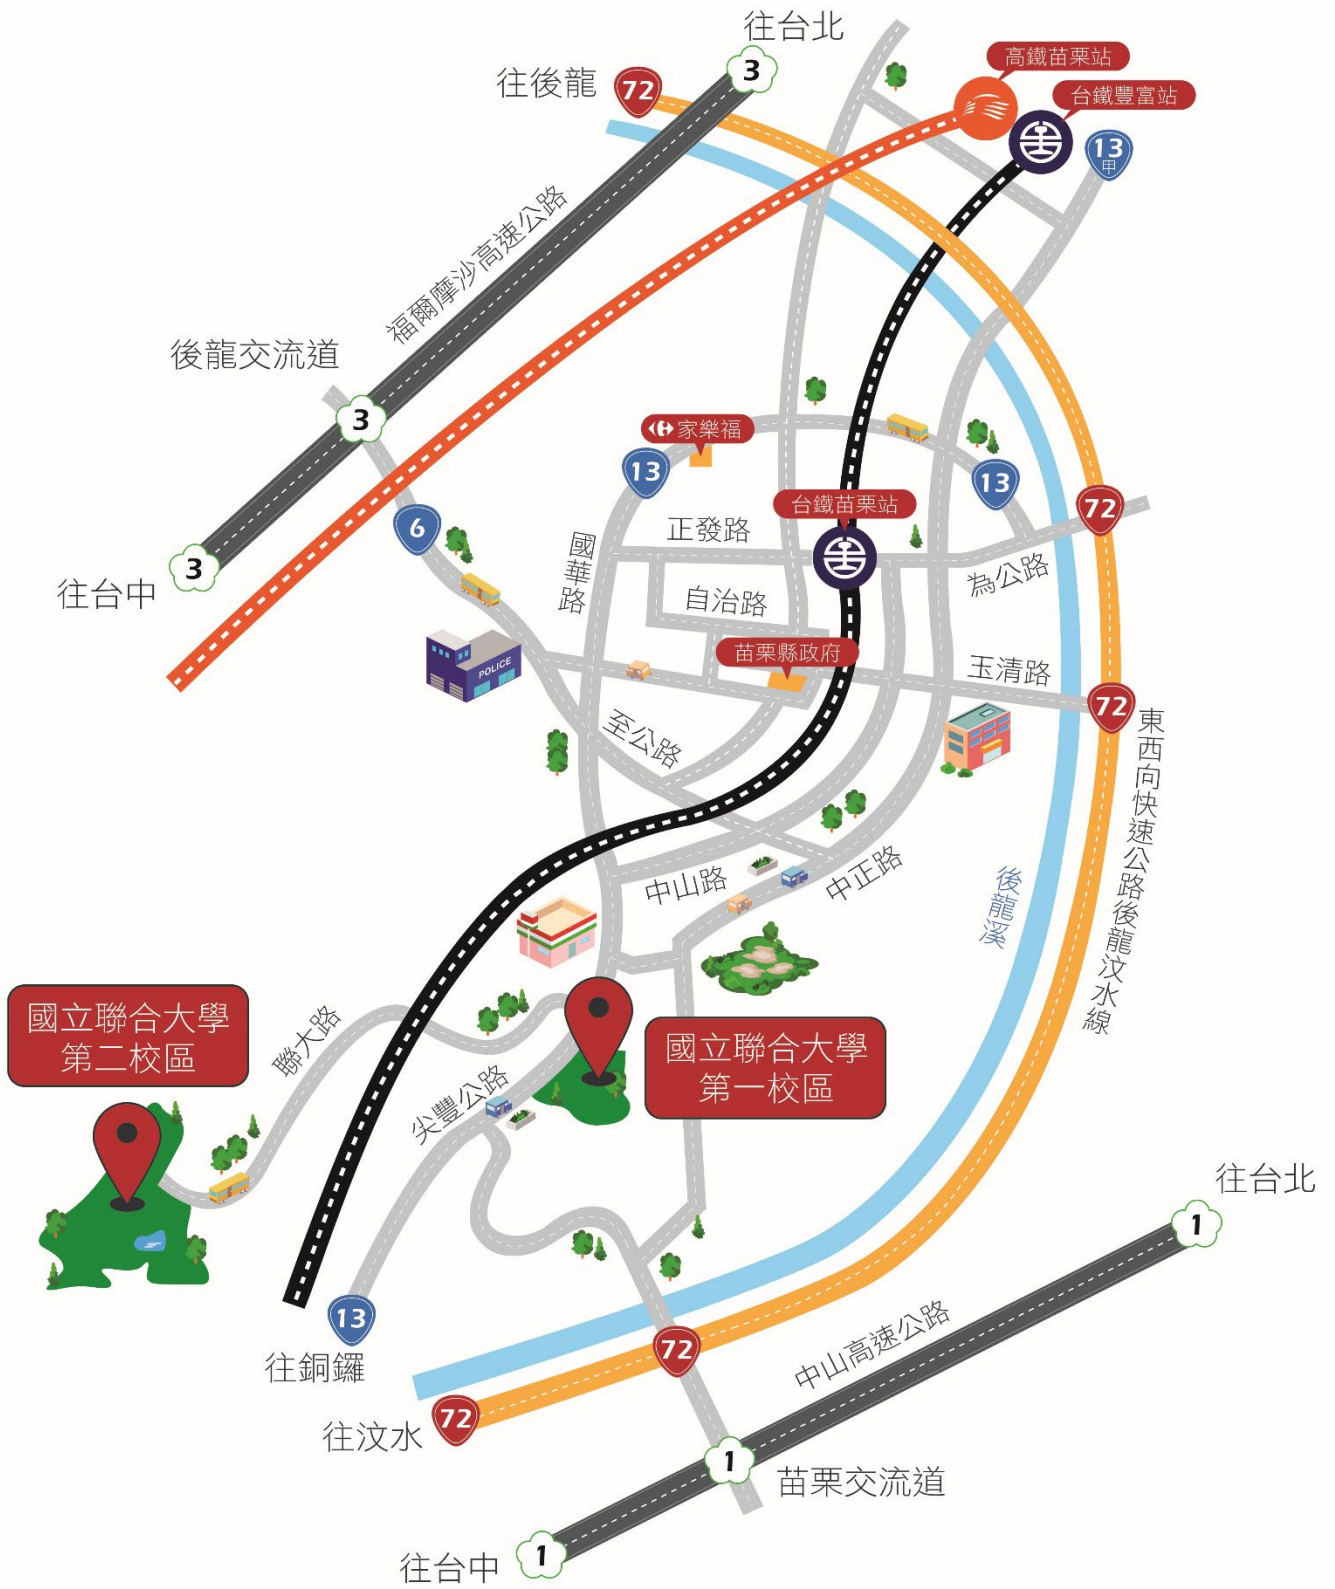 往台北
3
高鐵苗栗站
往後龍
72
台鐵豐富站
13
甲
福爾摩沙高速公路
後龍交流道
3
家樂福
13
13
72
6
台鐵苗栗站
正發路
國華路
3
往台中
為公路
自治路
苗栗縣政府
POLICE
玉清路
72
東西向快速公路後龍汶水線
至公路
中山路
中正路
後龍溪
國立聯合大學
第二校區
聯大路
國立聯合大學
第一校區
尖豐公路
往台北
1
13
往銅鑼
72
中山高速公路
72
往汶水
1
苗栗交流道
1
往台中